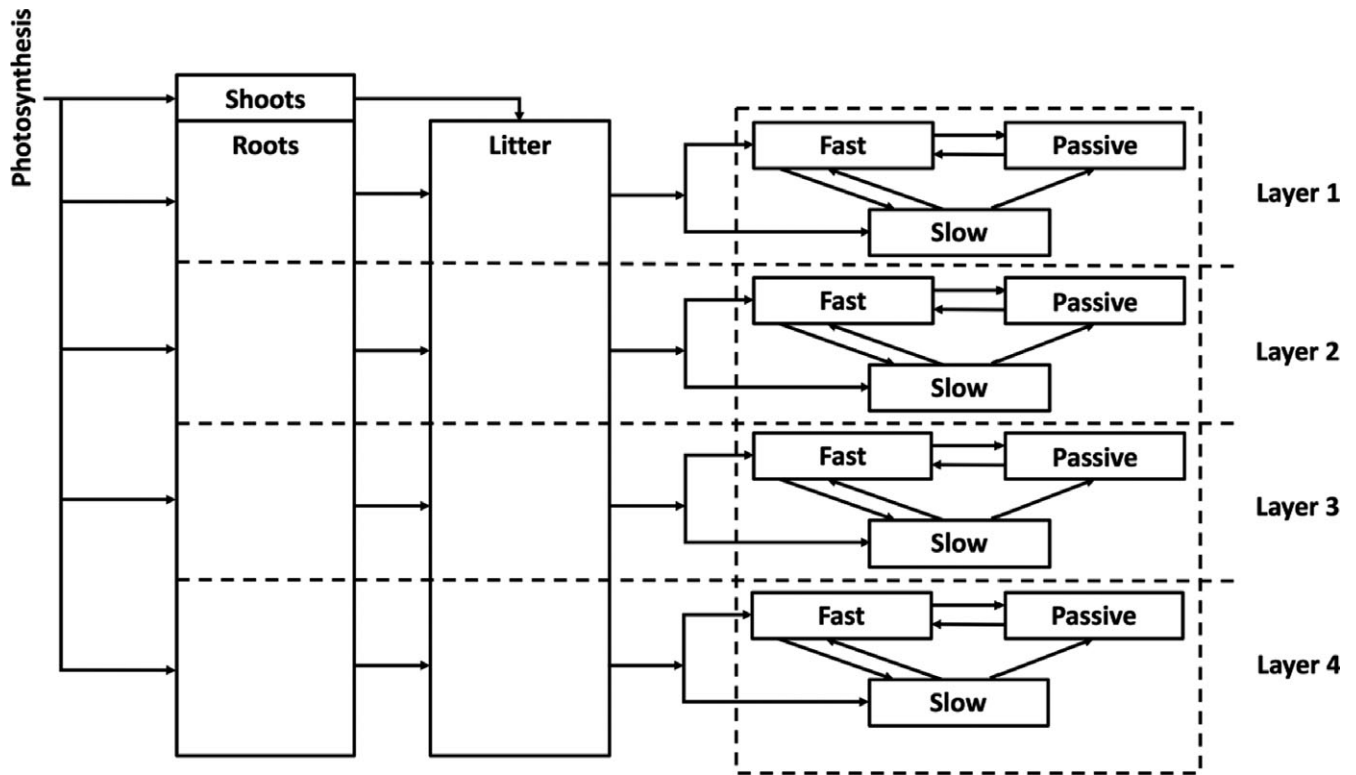 Photosynthesis
Shoots
Roots
Litter
Fast
Passive
Slow
Layer 1
Fast
Passive
Slow
Layer 2
Fast
Passive
Slow
Layer 3
Fast
Passive
Slow
Layer 4